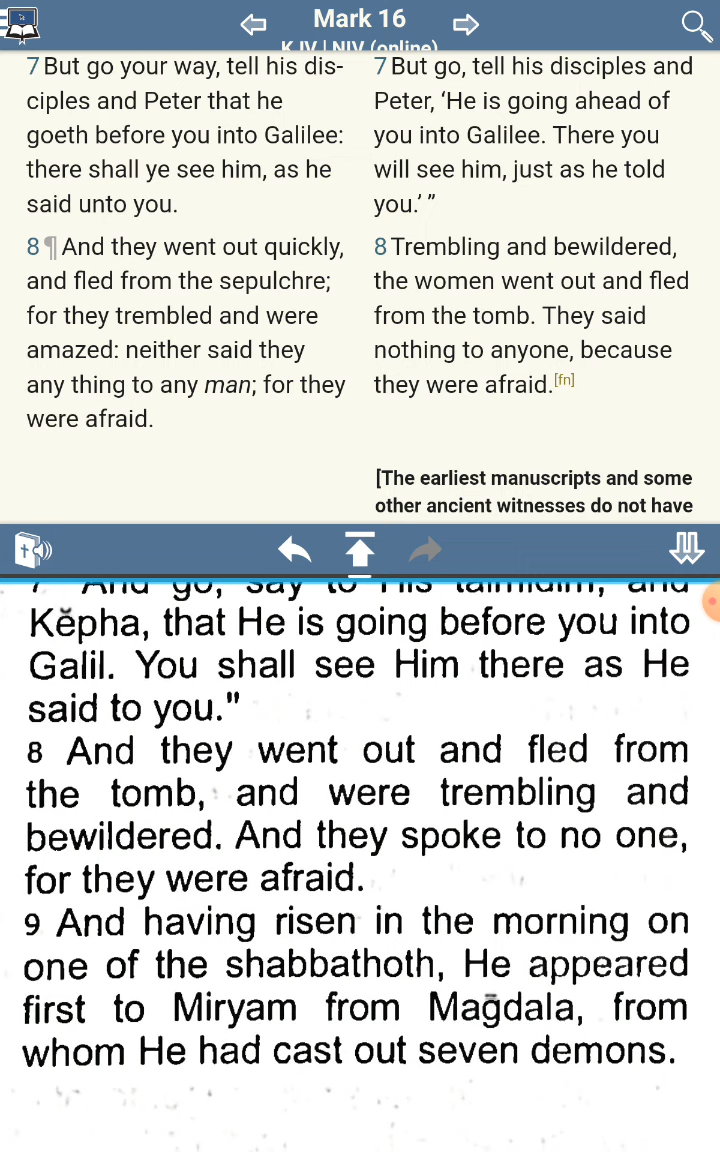 Mark 16
KJV | NIV (online)
7 But go your way, tell his dis-
ciples and Peter that he
goeth before you into Galilee:
there shall ye see him, as he
said unto you.
8 ¶ And they went out quickly,
and fled from the sepulchre;
for they trembled and were
amazed: neither said they
any thing to any man; for they
were afraid.
7 But go, tell his disciples and
Peter, ‘He is going ahead of
you into Galilee. There you
will see him, just as he told
you.’ ”
8 Trembling and bewildered,
the women went out and fled
from the tomb. They said
nothing to anyone, because
they were afraid.[fn]
[The earliest manuscripts and some
other ancient witnesses do not have
7 And go, say to His talmidim, and
Kĕpha, that He is going before you into
Galil. You shall see Him there as He
said to you."
8 And they went out and fled from
the tomb, and were trembling and
bewildered. And they spoke to no one,
for they were afraid.
9 And having risen in the morning on
one of the shabbathoth, He appeared
first to Miryam from Maḡdala, from
whom He had cast out seven demons.